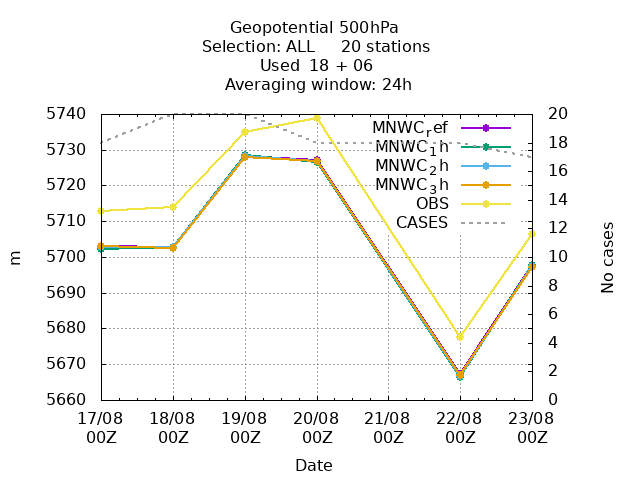 Geopotential 500hPa
Selection: ALL 20 stations
Used 18 + 06
Averaging window: 24h
5740
5730
5720
5710
5700
5690
5680
5670
5660
m
20
18
16
14
12
10
8
6
4
2
0
No cases
MNWC_ref
MNWC_1h
MNWC_2h
MNWC_3h
OBS
CASES
17/08 18/08 19/08 20/08 21/08 22/08 23/08
00Z 00Z 00Z 00Z 00Z 00Z 00Z
Date